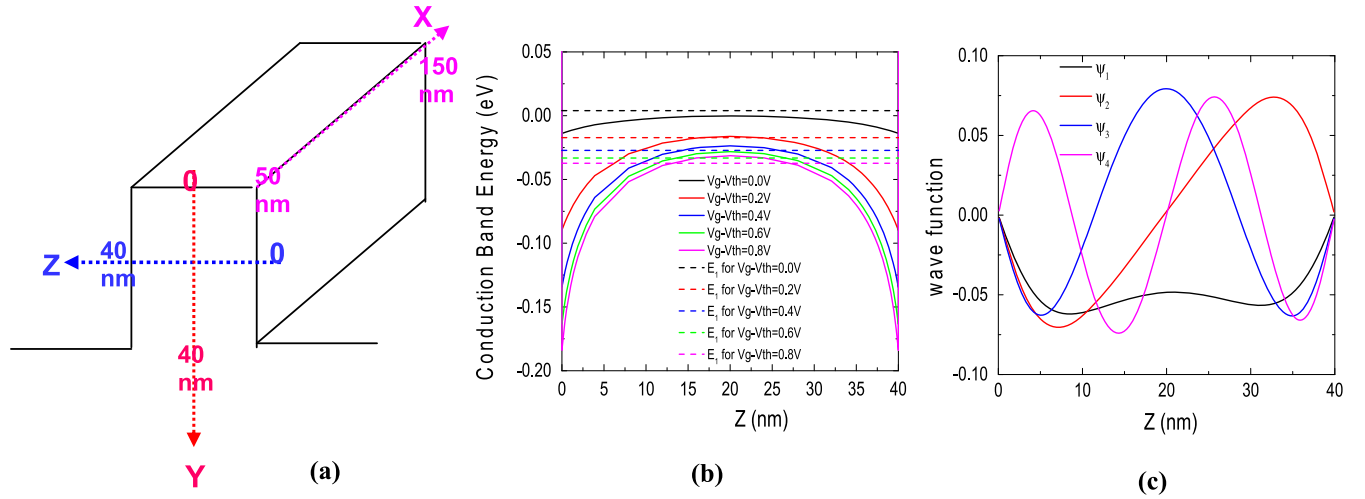 X
150
nm
0
50
nm
Z
40
nm
0
40
nm
Y
(a)
Conduction Band Energy (eV)
0.05
0.00
-0.05
-0.10
-0.15
-0.20
Vg-Vth=0.0V
Vg-Vth=0.2V
Vg-Vth=0.4V
Vg-Vth=0.6V
Vg-Vth=0.8V
E₁ for Vg-Vth=0.0V
E₁ for Vg-Vth=0.2V
E₁ for Vg-Vth=0.4V
E₁ for Vg-Vth=0.6V
E₁ for Vg-Vth=0.8V
0 5 10 15 20 25 30 35 40
Z (nm)
(b)
wave function
0.10
0.05
0.00
-0.05
-0.10
ψ₁
ψ₂
ψ₃
ψ₄
0 10 20 30 40
Z (nm)
(c)